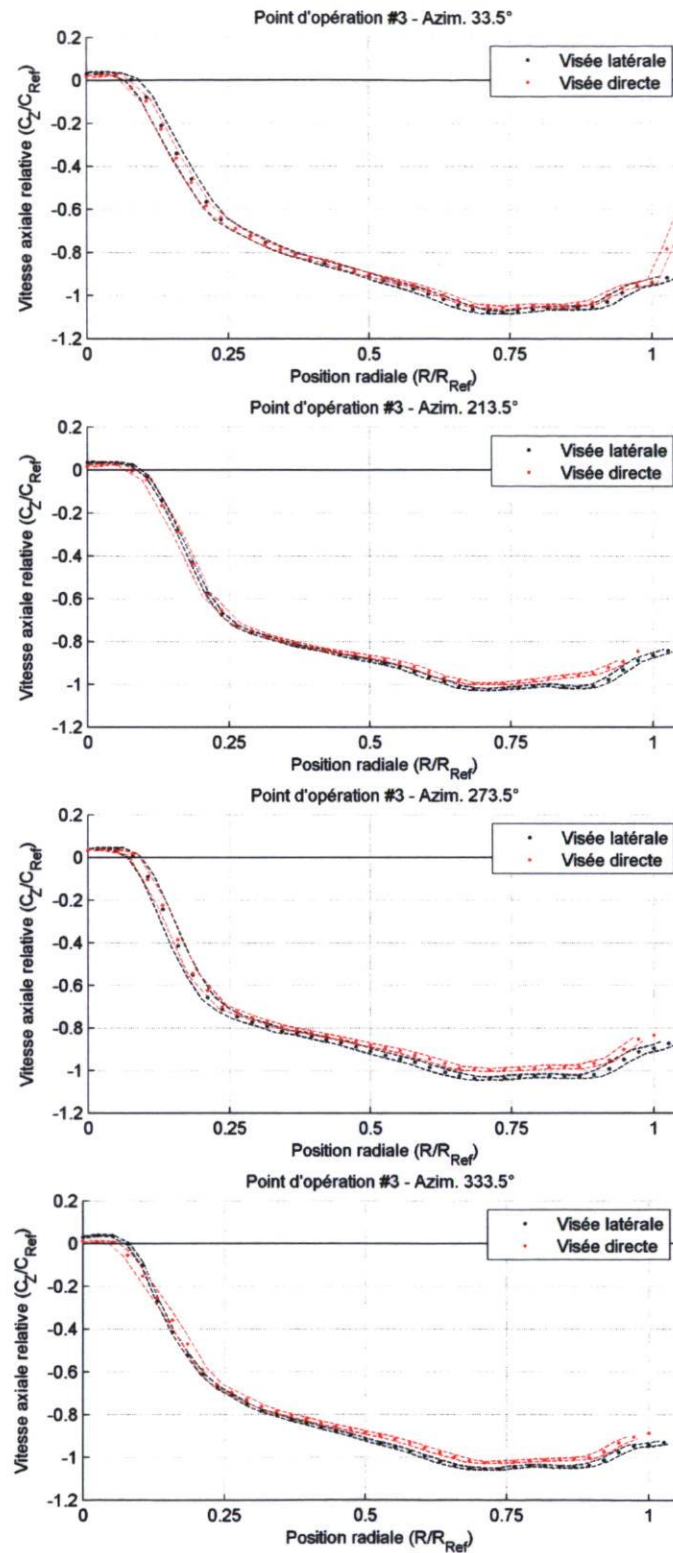 Point d'opération #3 - Azim. 33.5°
Vitesse axiale relative (C_Z/C_Ref)
0.2
0
-0.2
-0.4
-0.6
-0.8
-1
-1.2
Visée latérale
Visée directe
0 0.25 0.5 0.75 1
Position radiale (R/R_Ref)
Point d'opération #3 - Azim. 213.5°
Vitesse axiale relative (C_Z/C_Ref)
0.2
0
-0.2
-0.4
-0.6
-0.8
-1
-1.2
Visée latérale
Visée directe
0 0.25 0.5 0.75 1
Position radiale (R/R_Ref)
Point d'opération #3 - Azim. 273.5°
Vitesse axiale relative (C_Z/C_Ref)
0.2
0
-0.2
-0.4
-0.6
-0.8
-1
-1.2
Visée latérale
Visée directe
0 0.25 0.5 0.75 1
Position radiale (R/R_Ref)
Point d'opération #3 - Azim. 333.5°
Vitesse axiale relative (C_Z/C_Ref)
0.2
0
-0.2
-0.4
-0.6
-0.8
-1
-1.2
Visée latérale
Visée directe
0 0.25 0.5 0.75 1
Position radiale (R/R_Ref)